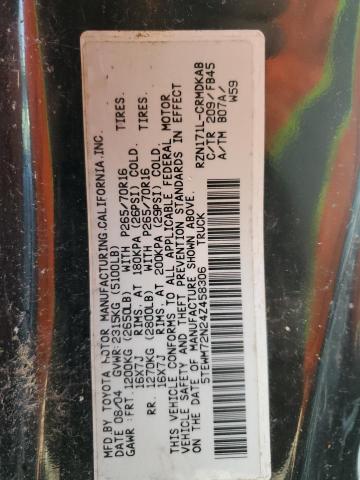 MFD.BY TOYOTA MOTOR MANUFACTURING.CALIFORNIA,INC.
DATE 08/04 GVWR:2315KG (5100LB)
GAWR :FRT.1200KG (2650LB) WITH P265/70R16 TIRES.
16X7J RIMS. AT 180KPA (26PSI) COLD.
RR. 1270KG (2800LB) WITH P265/70R16 TIRES.
16X7J RIMS. AT 200KPA (29PSI) COLD.
THIS VEHICLE CONFORMS TO ALL APPLICABLE FEDERAL MOTOR
VEHICLE SAFETY AND THEFT PREVENTION STANDARDS IN EFFECT
ON THE DATE OF MANUFACTURE SHOWN ABOVE.
5TEWM72N24Z458306 TRUCK
RZN171L-CRMDKAB
C/TR 209/FB45
A/TM B07A/
W59